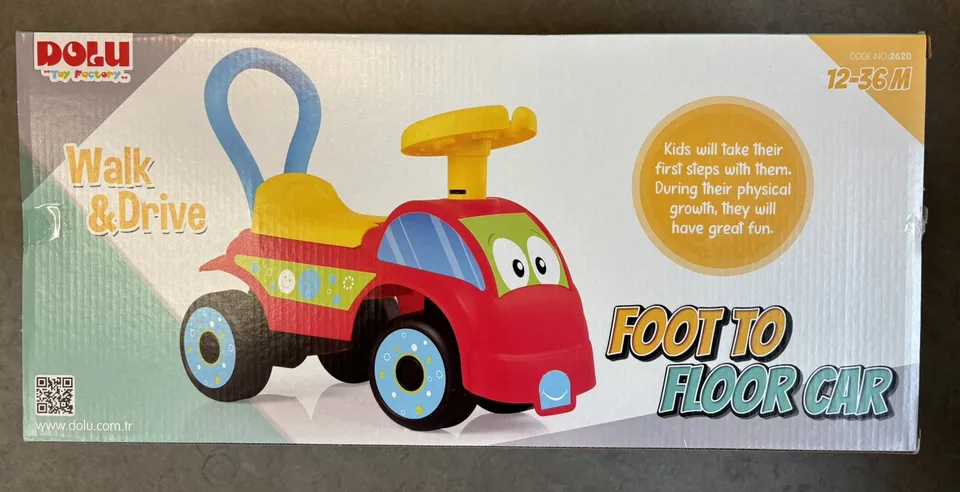 DOLU
Toy Factory
CODE NO:2620
12-36 M
Walk
& Drive
Kids will take their
first steps with them.
During their physical
growth, they will
have great fun.
FOOT TO
FLOOR CAR
www.dolu.com.tr